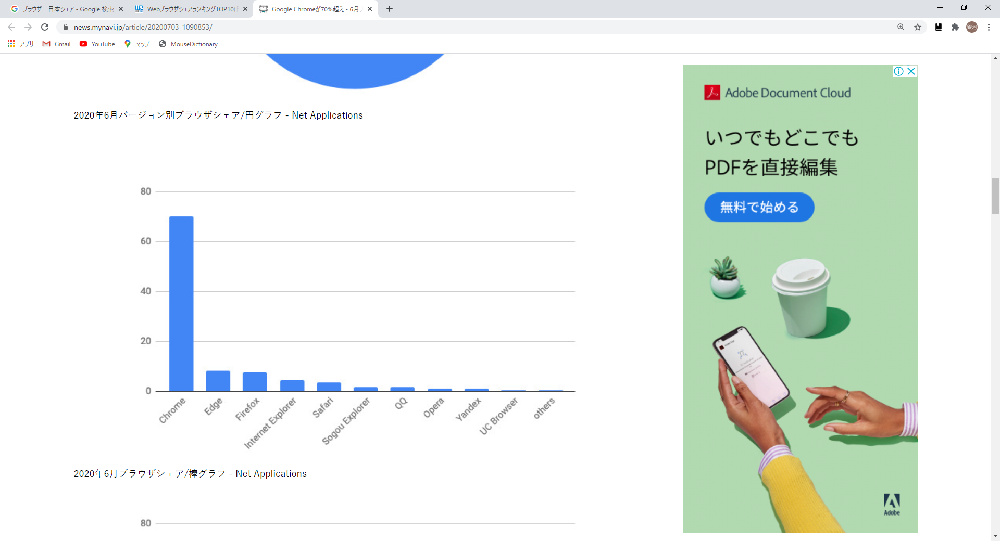 ブラウザ　日本シェア - Google 検索
WebブラウザシェアランキングTOP10(
Google Chromeが70%超え - 6月
news.mynavi.jp/article/20200703-1090853/
銀河
アプリ
Gmail
YouTube
マップ
MouseDictionary
2020年6月バージョン別ブラウザシェア/円グラフ - Net Applications
80
60
40
20
0
Chrome
Edge
Firefox
Internet Explorer
Safari
Sogou Explorer
QQ
Opera
Yandex
UC Browser
others
2020年6月ブラウザシェア/棒グラフ - Net Applications
80
Adobe Document Cloud
いつでもどこでも
PDFを直接編集
無料で始める
Adobe